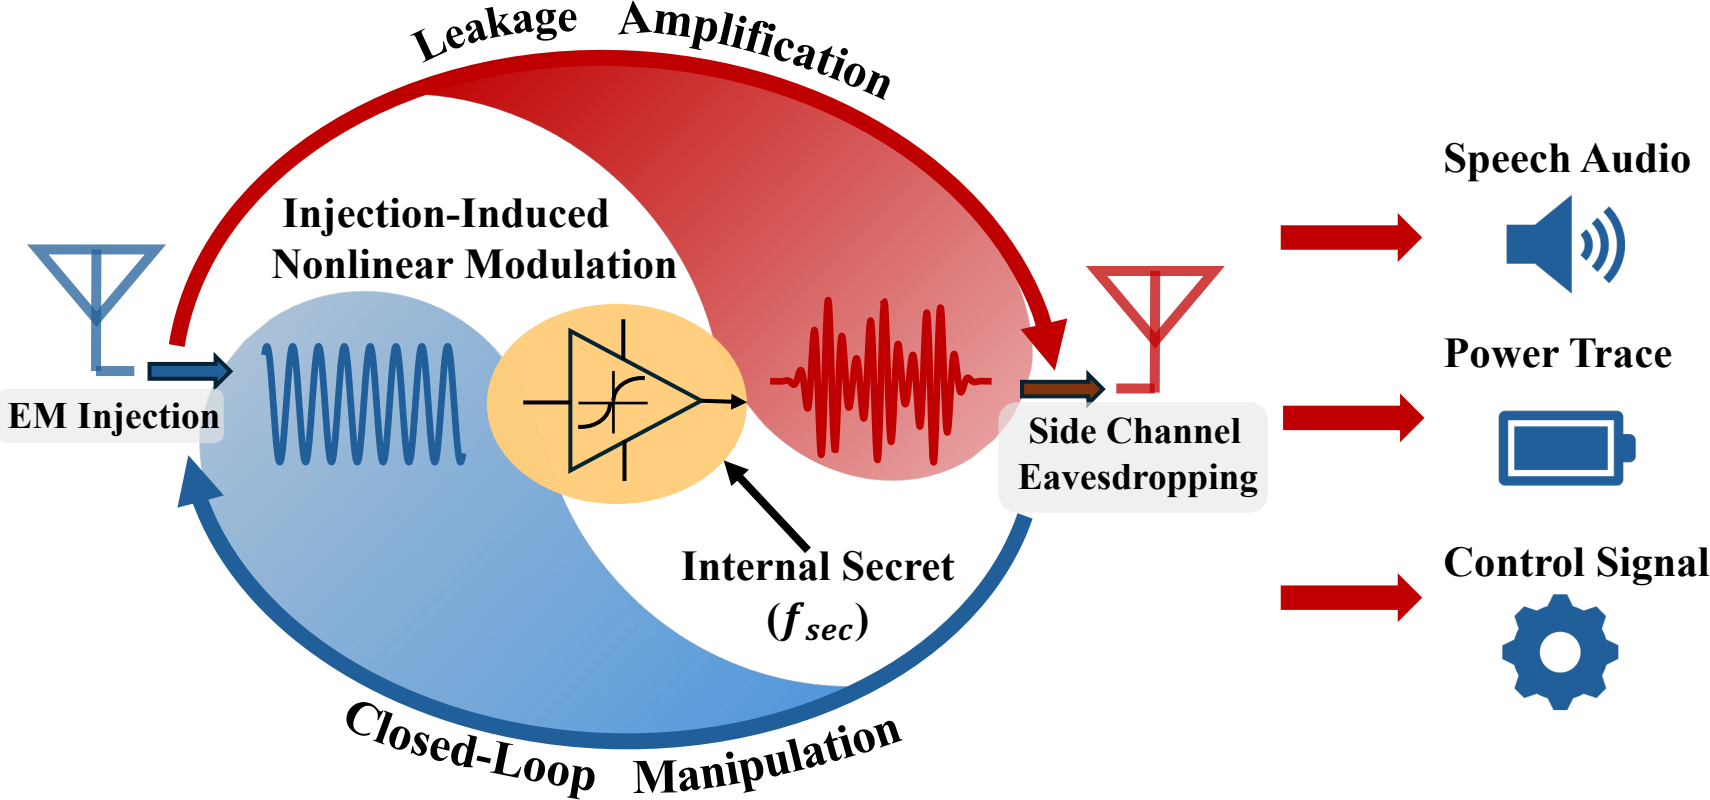 Leakage Amplification
Injection-Induced
Nonlinear Modulation
EM Injection
Side Channel
Eavesdropping
Internal Secret
(f sec)
Closed-Loop Manipulation
Speech Audio
Power Trace
Control Signal